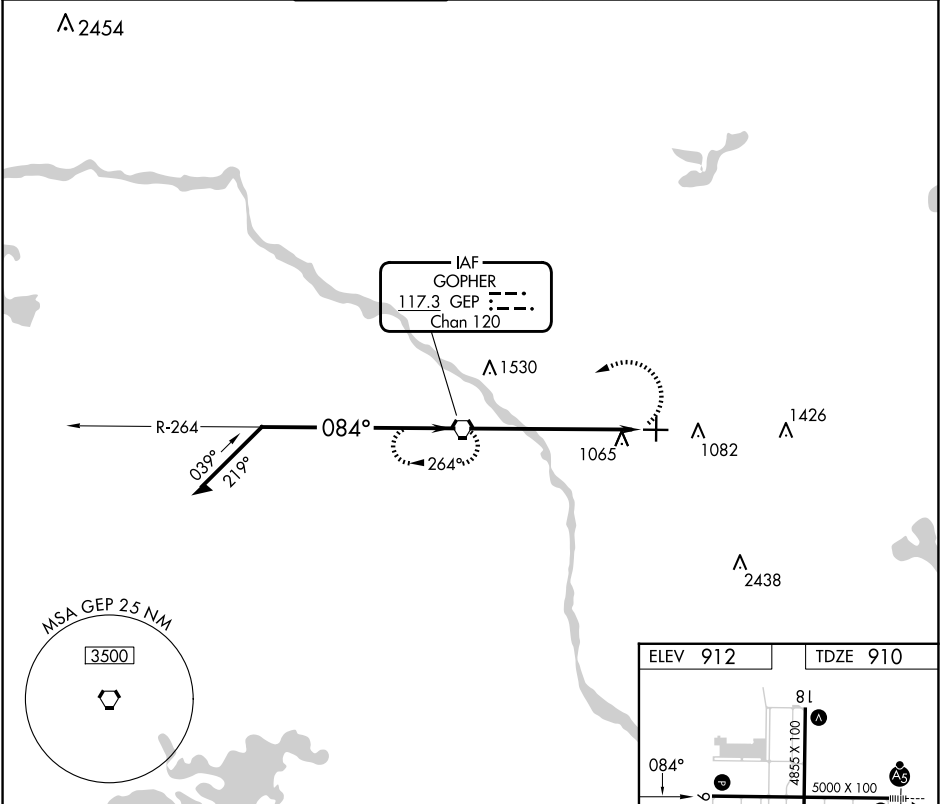 2454
IAF
GOPHER
117.3 GEP
Chan 120
1530
R-264
084°
264°
039°
219°
1065
1082
1426
2438
MSA GEP 25 NM
3500
ELEV 912
TDZE 910
18
V
4855 X 100
084°
P
9
5000 X 100
A5